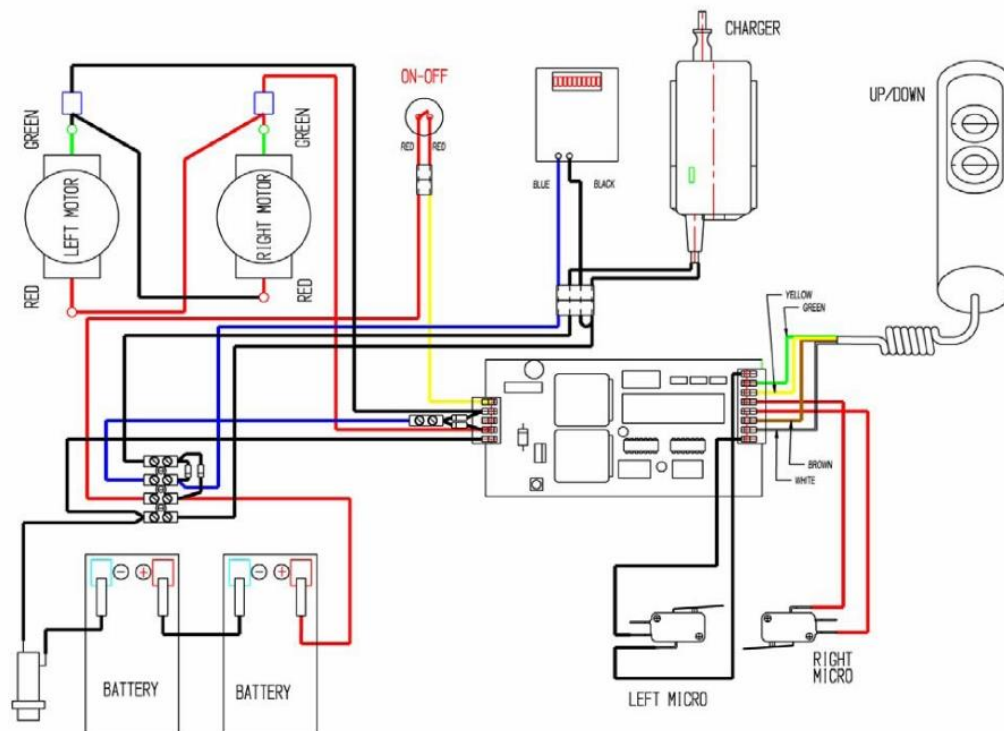 CHARGER
UP/DOWN
ON-OFF
GREEN
GREEN
RED
RED
LEFT MOTOR
RIGHT MOTOR
BLUE
BLACK
RED
RED
YELLOW
GREEN
BROWN
WHITE
BATTERY
BATTERY
LEFT MICRO
RIGHT
MICRO